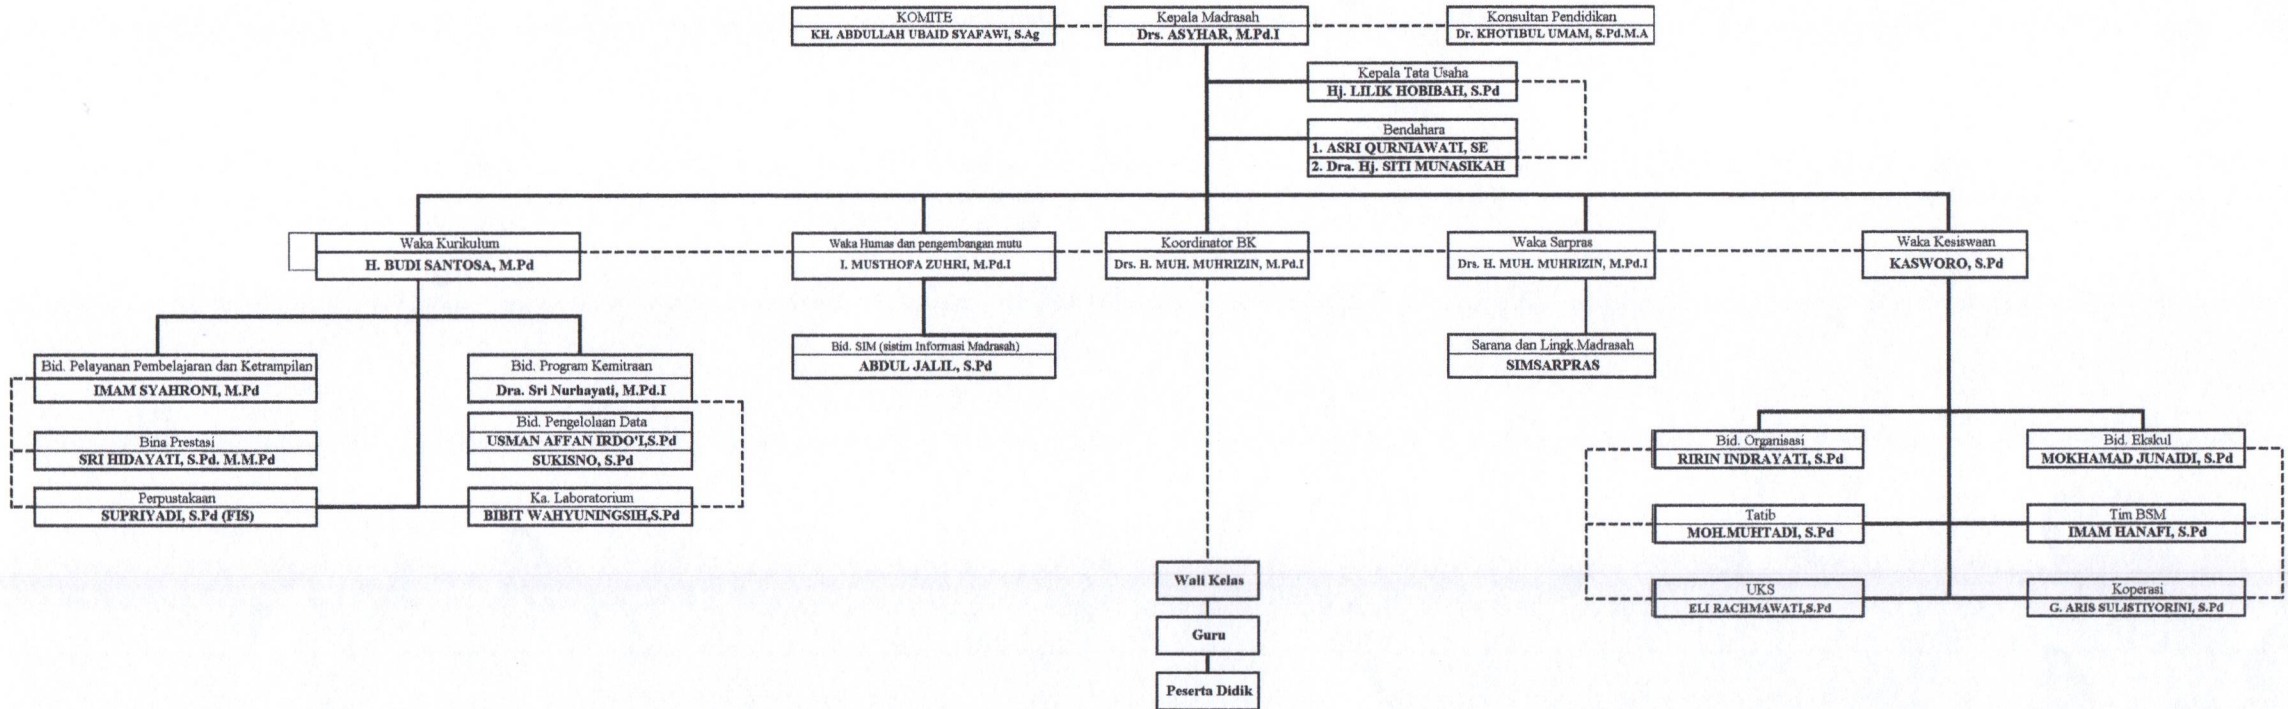 KOMITE
KH. ABDULLAH UBAID SYAFAWI, S.Ag
Kepala Madrasah
Drs. ASYHAR, M.Pd.I
Konsultan Pendidikan
Dr. KHOTIBUL UMAM, S.Pd.M.A
Kepala Tata Usaha
Hj. LILIK HOBIBAH, S.Pd
Bendahara
1. ASRI QURNIAWATI, SE
2. Dra. Hj. SITI MUNASIKAH
Waka Kurikulum
H. BUDI SANTOSA, M.Pd
Waka Humas dan pengembangan mutu
I. MUSTHOFA ZUHRI, M.Pd.I
Koordinator BK
Drs. H. MUH. MUHRIZIN, M.Pd.I
Waka Sarpras
Drs. H. MUH. MUHRIZIN, M.Pd.I
Waka Kesiswaan
KASWORO, S.Pd
Bid. Pelayanan Pembelajaran dan Ketrampilan
IMAM SYAHRONI, M.Pd
Bid. Program Kemitraan
Dra. Sri Nurhayati, M.Pd.I
Bid. SIM (sistim Informasi Madrasah)
ABDUL JALIL, S.Pd
Sarana dan Lingk.Madrasah
SIMSARPRAS
Bina Prestasi
SRI HIDAYATI, S.Pd. M.M.Pd
Bid. Pengelolaan Data
USMAN AFFAN IRDO'I,S.Pd
SUKISNO, S.Pd
Perpustakaan
SUPRIYADI, S.Pd (FIS)
Ka. Laboratorium
BIBIT WAHYUNINGSIH,S.Pd
Bid. Organisasi
RIRIN INDRAYATI, S.Pd
Bid. Ekskul
MOKHAMAD JUNAIDI, S.Pd
Tatib
MOH.MUHTADI, S.Pd
Tim BSM
IMAM HANAFI, S.Pd
UKS
ELI RACHMAWATI,S.Pd
Koperasi
G. ARIS SULISTIYORINI, S.Pd
Wali Kelas
Guru
Peserta Didik